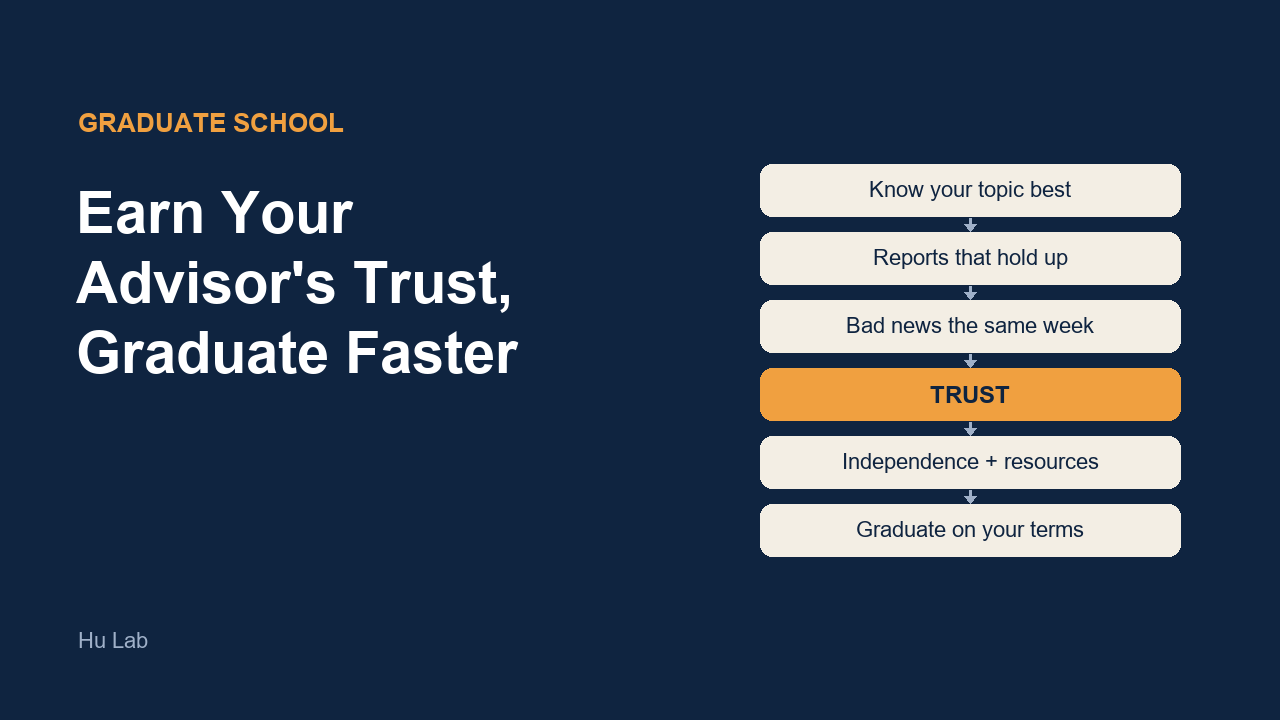 GRADUATE SCHOOL
Earn Your
Advisor's Trust,
Graduate Faster
Know your topic best
Reports that hold up
Bad news the same week
TRUST
Independence + resources
Graduate on your terms
Hu Lab